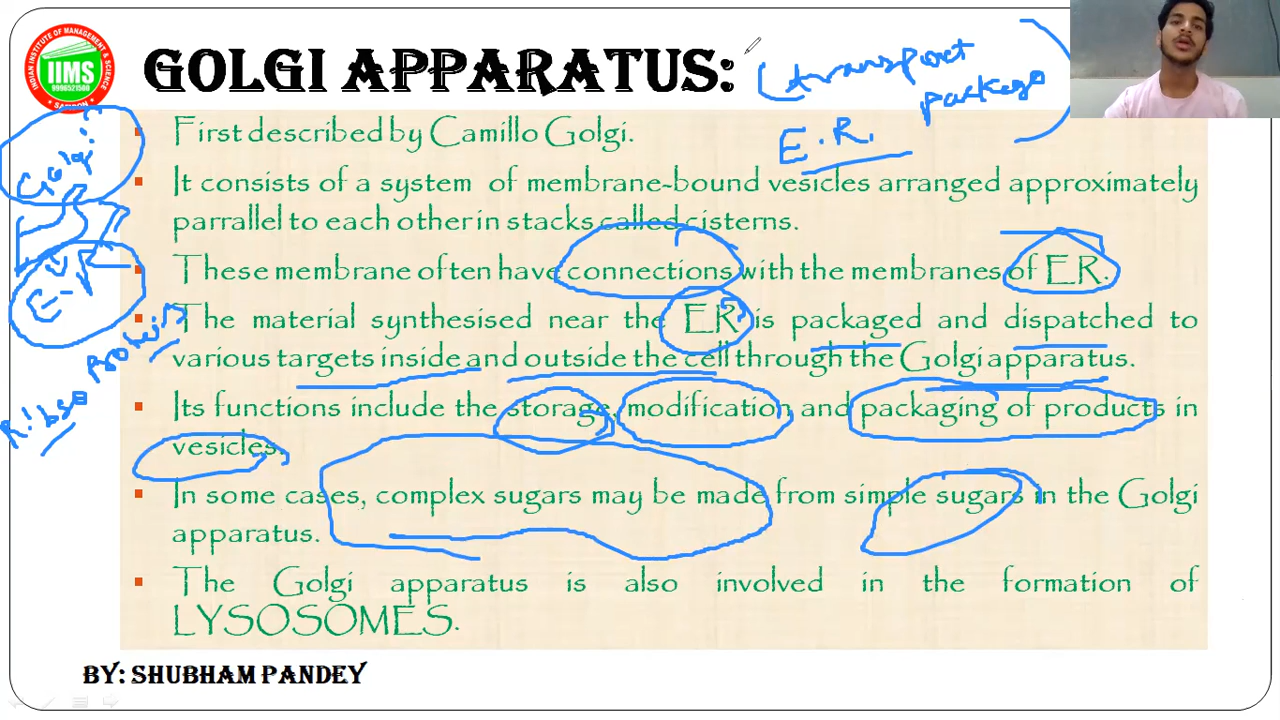 INDIAN INSTITUTE OF MANAGEMENT & SCIENCE
IIMS
9996521580
GOLGI APPARATUS:
(transport
package)
E.R.
First described by Camillo Golgi.
It consists of a system of membrane-bound vesicles arranged approximately
parrallel to each other in stacks called cisterns.
These membrane often have connections with the membranes of ER.
The material synthesised near the ER is packaged and dispatched to
various targets inside and outside the cell through the Golgi apparatus.
Its functions include the storage, modification and packaging of products in
vesicles.
In some cases, complex sugars may be made from simple sugars in the Golgi
apparatus.
The Golgi apparatus is also involved in the formation of
LYSOSOMES.
Golgi
Protein
Ribso
BY: SHUBHAM PANDEY